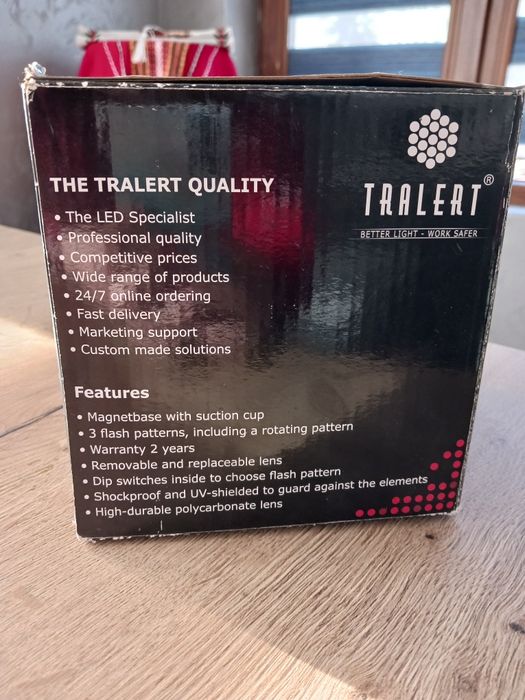 TRALERT®
BETTER LIGHT - WORK SAFER
THE TRALERT QUALITY
• The LED Specialist
• Professional quality
• Competitive prices
• Wide range of products
• 24/7 online ordering
• Fast delivery
• Marketing support
• Custom made solutions
Features
• Magnetbase with suction cup
• 3 flash patterns, including a rotating pattern
• Warranty 2 years
• Removable and replaceable lens
• Dip switches inside to choose flash pattern
• Shockproof and UV-shielded to guard against the elements
• High-durable polycarbonate lens